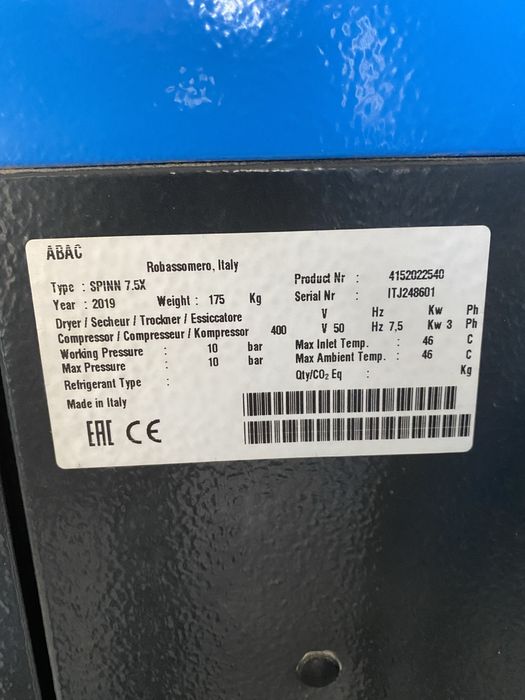 ABAC
Robassomero, Italy
Type : SPINN 7.5X Product Nr : 4152022540
Year : 2019 Weight : 175 Kg Serial Nr : ITJ248601
Dryer / Secheur / Trockner / Essiccatore V Hz Kw Ph
Compressor / Compresseur / Kompressor 400 V 50 Hz 7,5 Kw 3 Ph
Working Pressure : 10 bar Max Inlet Temp. : 46 C
Max Pressure : 10 bar Max Ambient Temp. : 46 C
Refrigerant Type : Qty/CO₂ Eq : Kg
Made in Italy
EAC CE